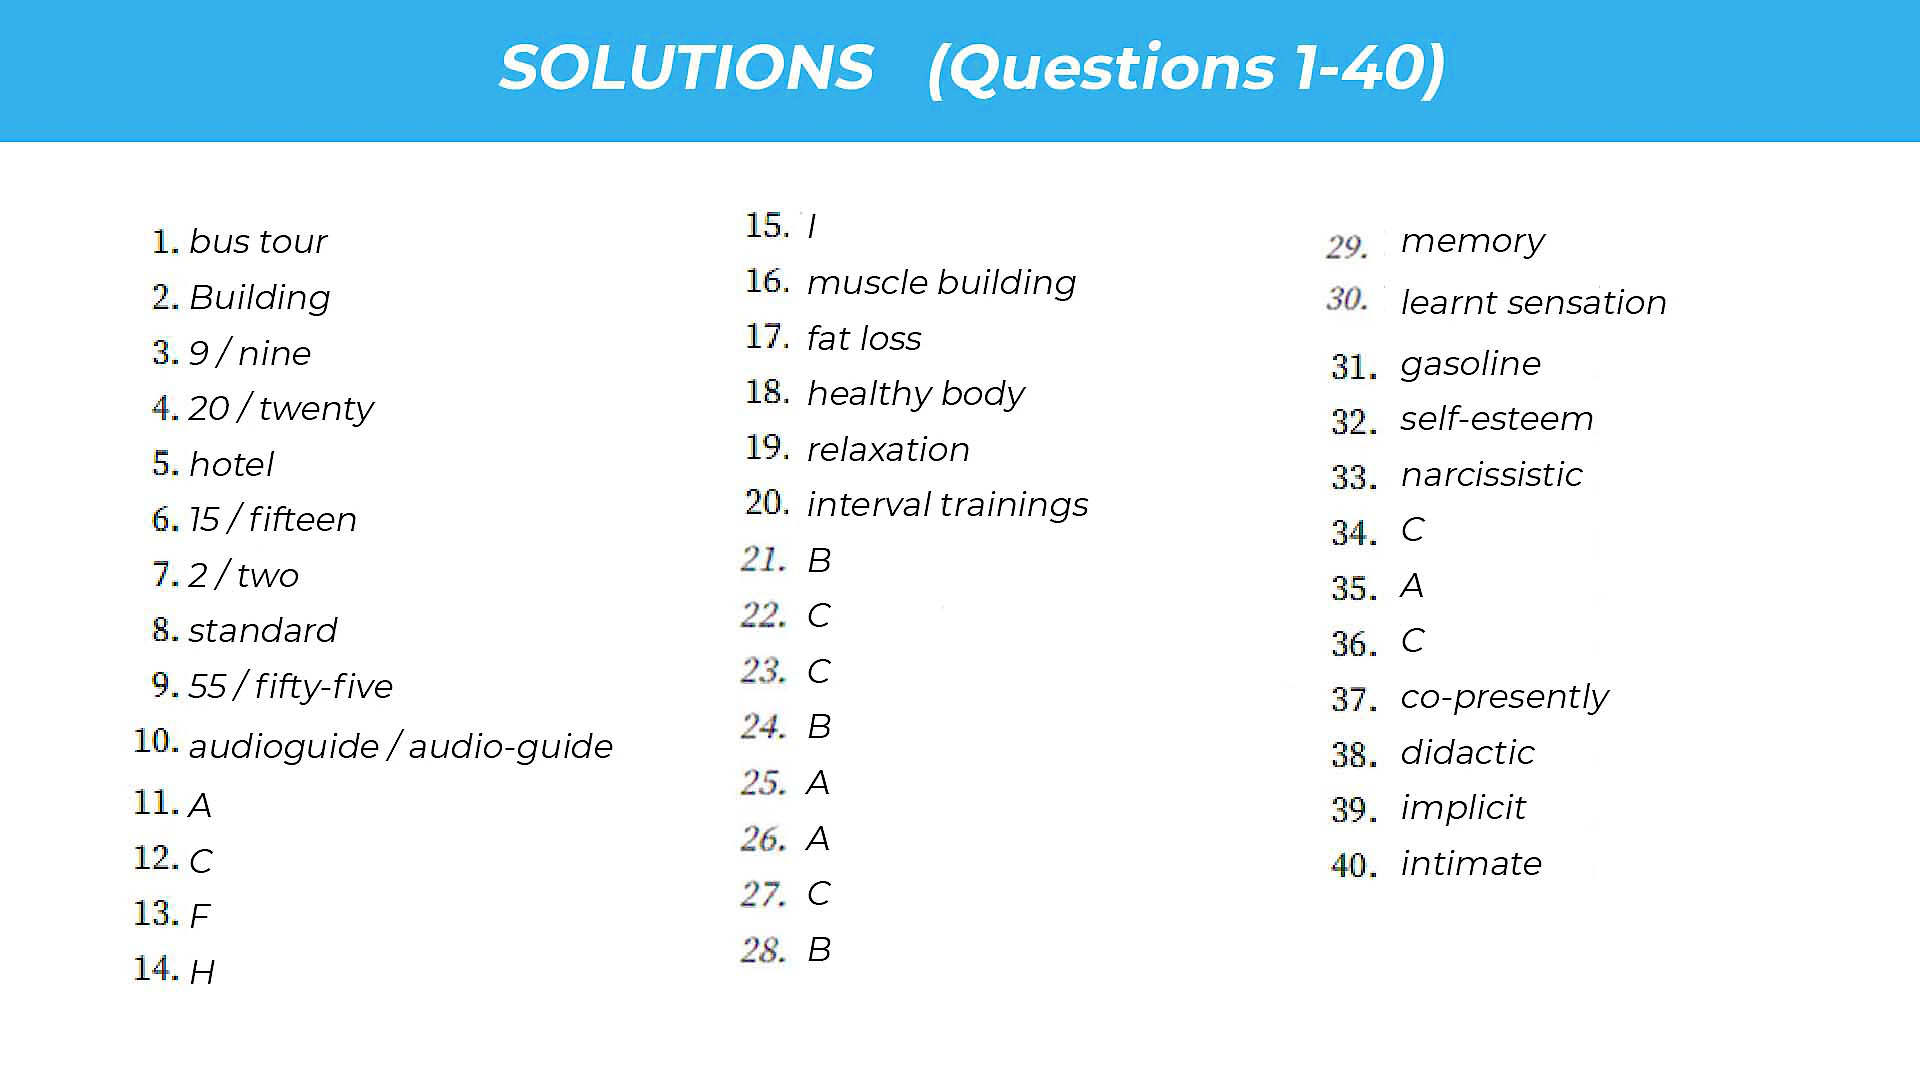 SOLUTIONS (Questions 1-40)
1. bus tour
2. Building
3. 9 / nine
4. 20 / twenty
5. hotel
6. 15 / fifteen
7. 2 / two
8. standard
9. 55 / fifty-five
10. audioguide / audio-guide
11. A
12. C
13. F
14. H
15. I
16. muscle building
17. fat loss
18. healthy body
19. relaxation
20. interval trainings
21. B
22. C
23. C
24. B
25. A
26. A
27. C
28. B
29. memory
30. learnt sensation
31. gasoline
32. self-esteem
33. narcissistic
34. C
35. A
36. C
37. co-presently
38. didactic
39. implicit
40. intimate